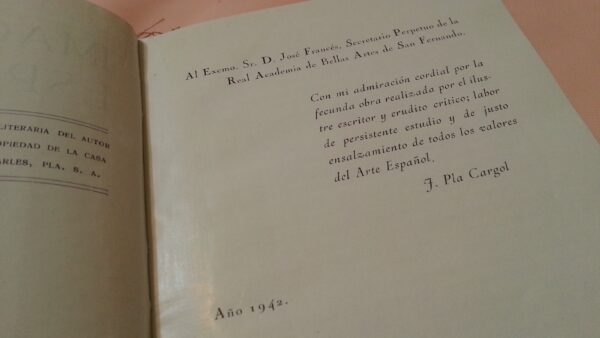 LITERARIA DEL AUTOR
PROPIEDAD DE LA CASA
PLA. S. A.
Al Excmo. Sr. D. José Francés, Secretario Perpetuo de la
Real Academia de Bellas Artes de San Fernando.
Con mi admiración cordial por la
fecunda obra realizada por el ilus-
tre escritor y erudito crítico; labor
de persistente estudio y de justo
ensalzamiento de todos los valores
del Arte Español.
J. Pla Cargol
Año 1942.